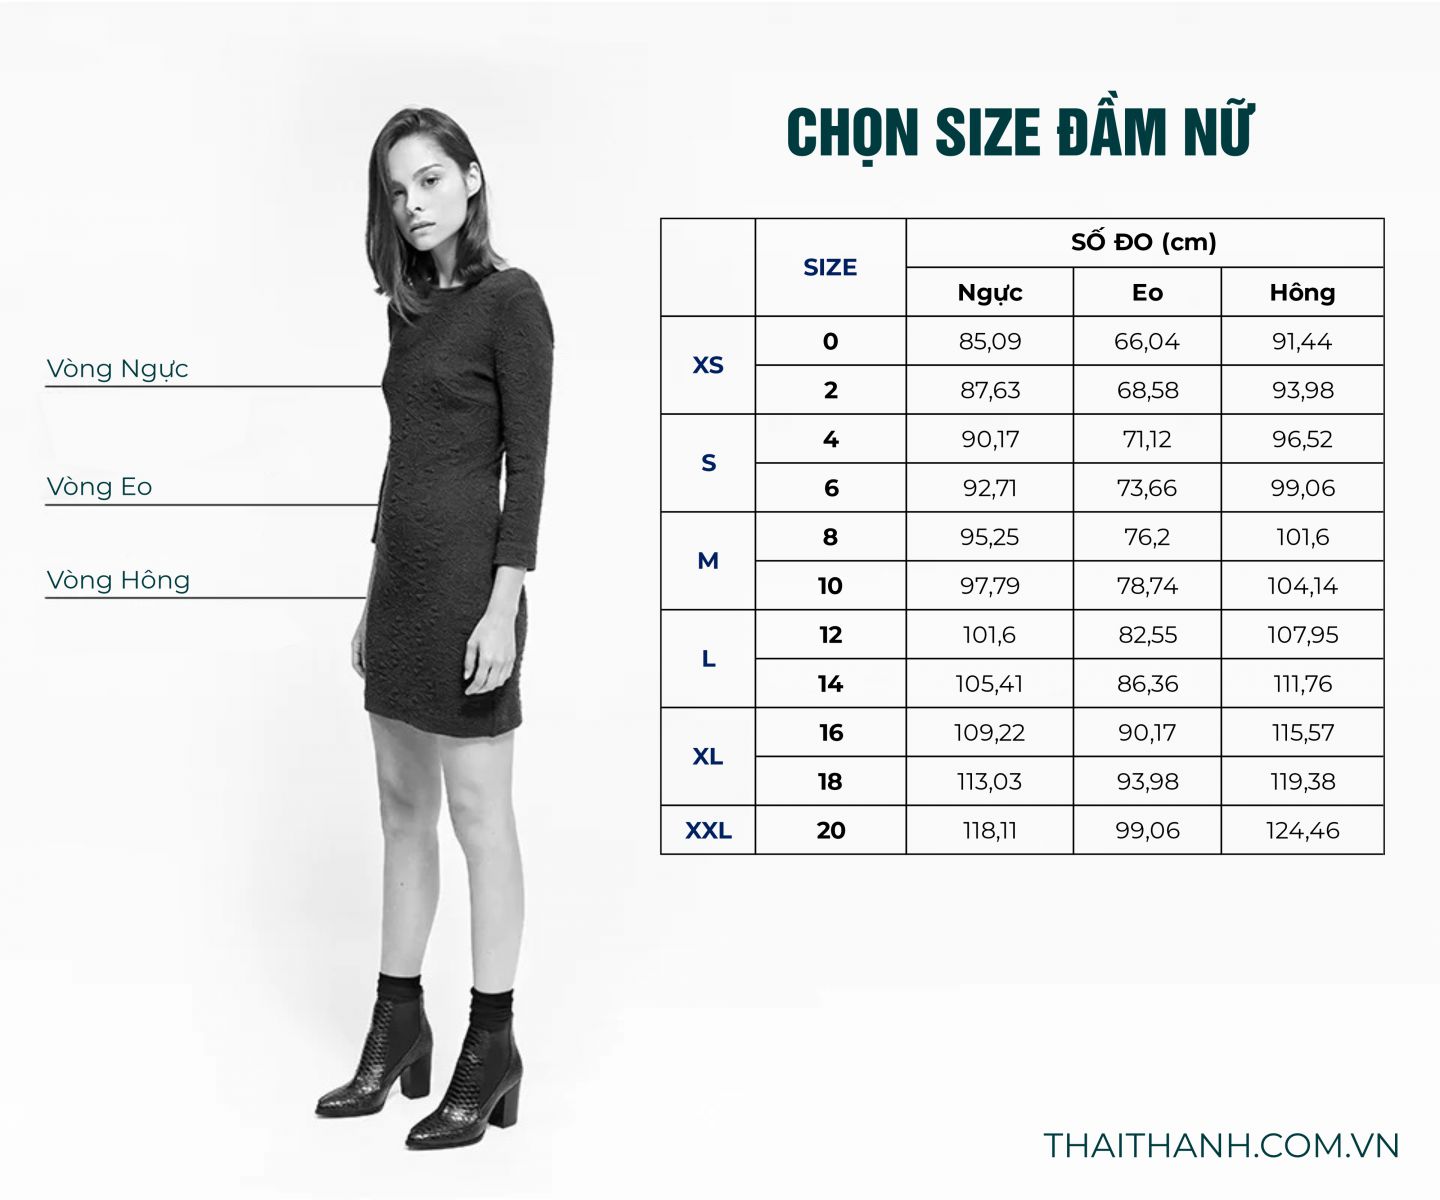 CHỌN SIZE ĐẦM NỮ
Vòng Ngực
Vòng Eo
Vòng Hông
SIZE SỐ ĐO (cm)
Ngực Eo Hông
XS 0 85,09 66,04 91,44
2 87,63 68,58 93,98
S 4 90,17 71,12 96,52
6 92,71 73,66 99,06
M 8 95,25 76,2 101,6
10 97,79 78,74 104,14
L 12 101,6 82,55 107,95
14 105,41 86,36 111,76
XL 16 109,22 90,17 115,57
18 113,03 93,98 119,38
XXL 20 118,11 99,06 124,46
THAITHANH.COM.VN